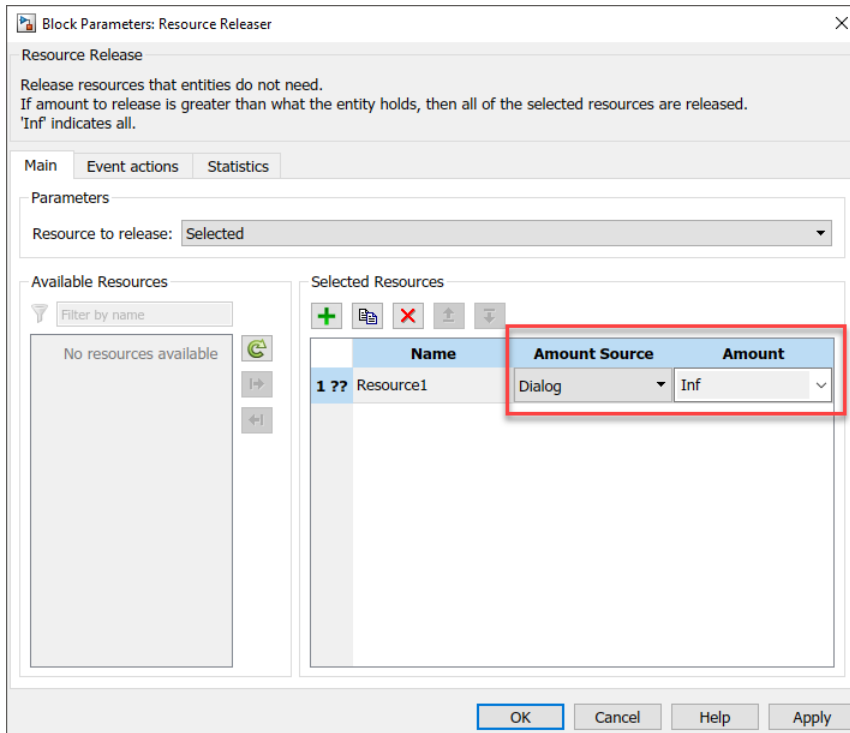 Block Parameters: Resource Releaser
Resource Release
Release resources that entities do not need.
If amount to release is greater than what the entity holds, then all of the selected resources are released.
'Inf' indicates all.
Main Event actions Statistics
Parameters
Resource to release: Selected
Available Resources
Filter by name
No resources available
Selected Resources
Name Amount Source Amount
1 ?? Resource1 Dialog Inf
OK Cancel Help Apply